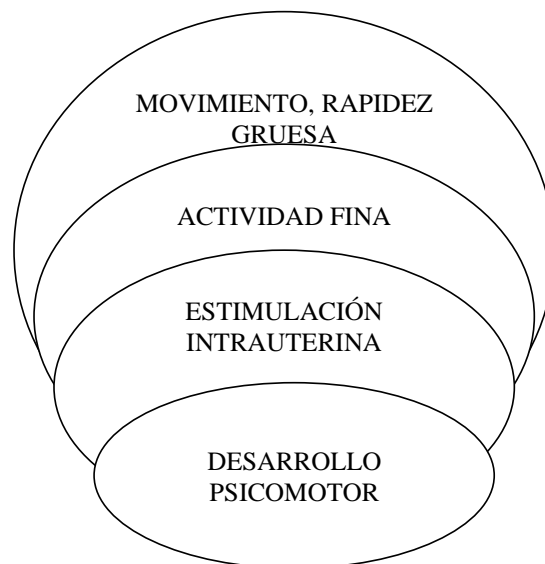 MOVIMIENTO, RAPIDEZ
GRUESA
ACTIVIDAD FINA
ESTIMULACIÓN
INTRAUTERINA
DESARROLLO
PSICOMOTOR